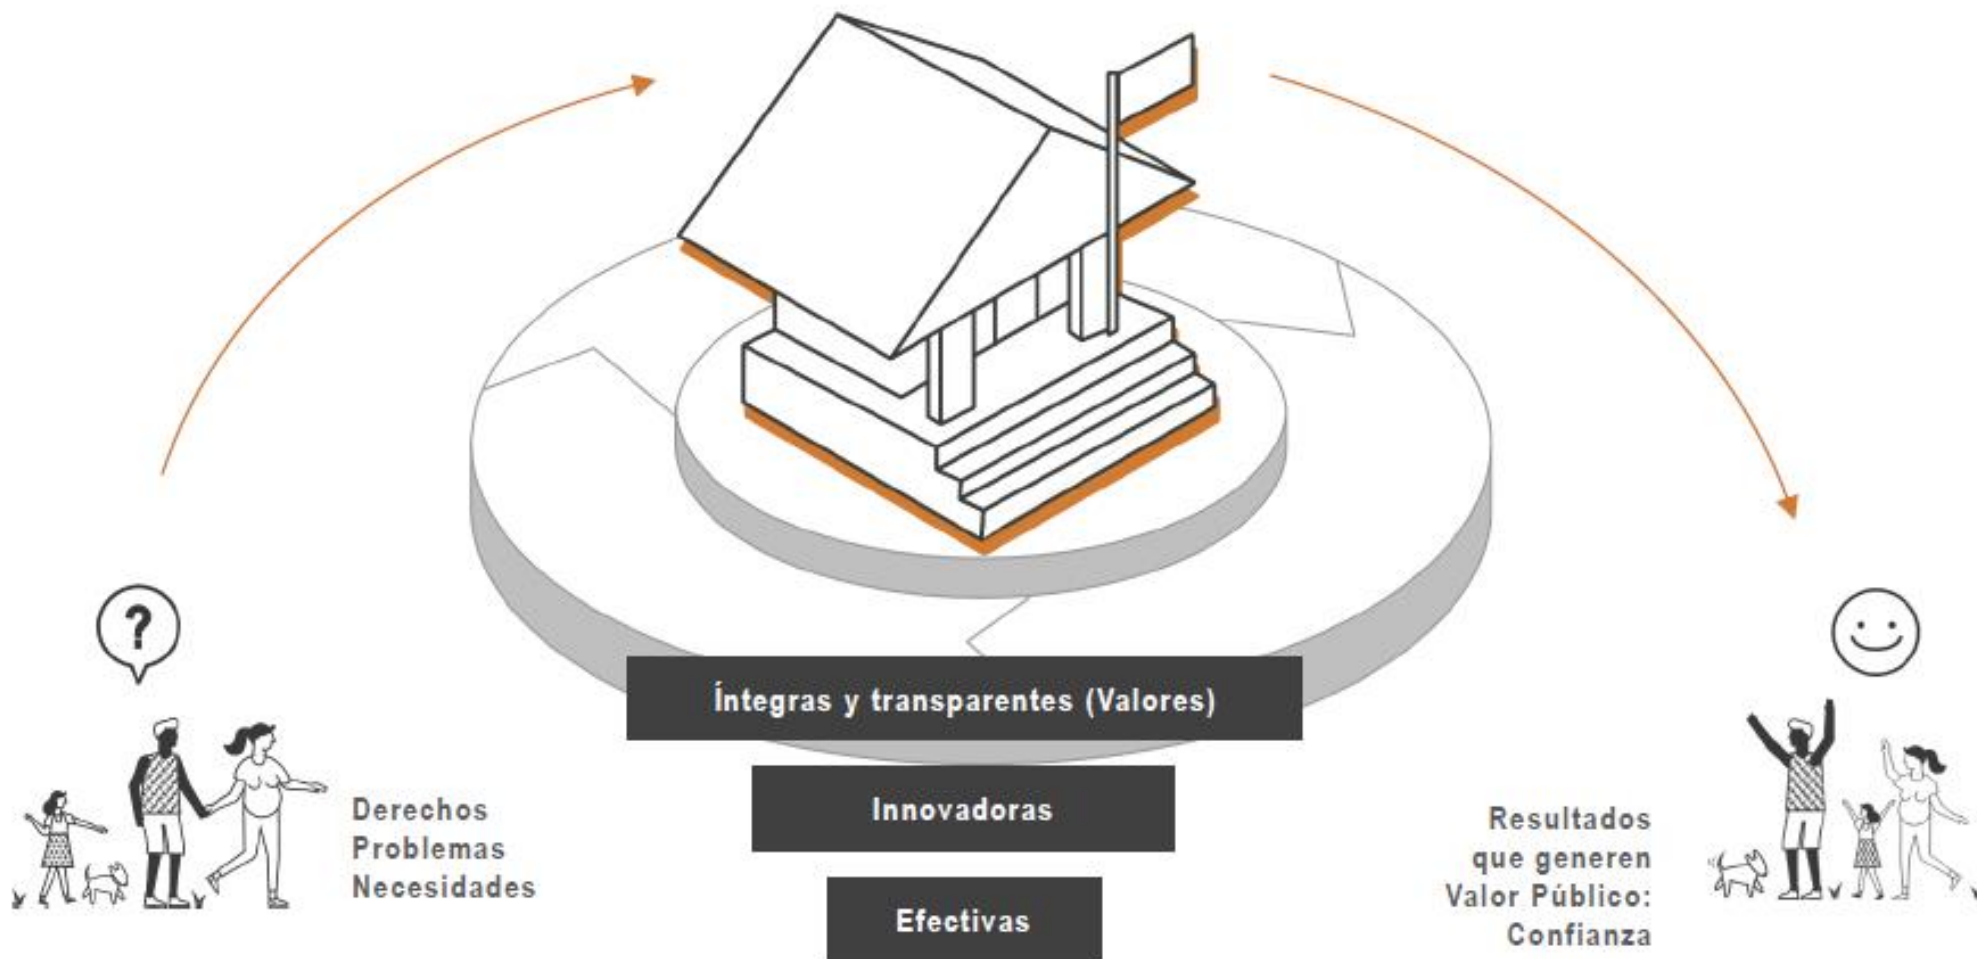 ?
Derechos
Problemas
Necesidades
Íntegras y transparentes (Valores)
Innovadoras
Efectivas
Resultados
que generen
Valor Público:
Confianza